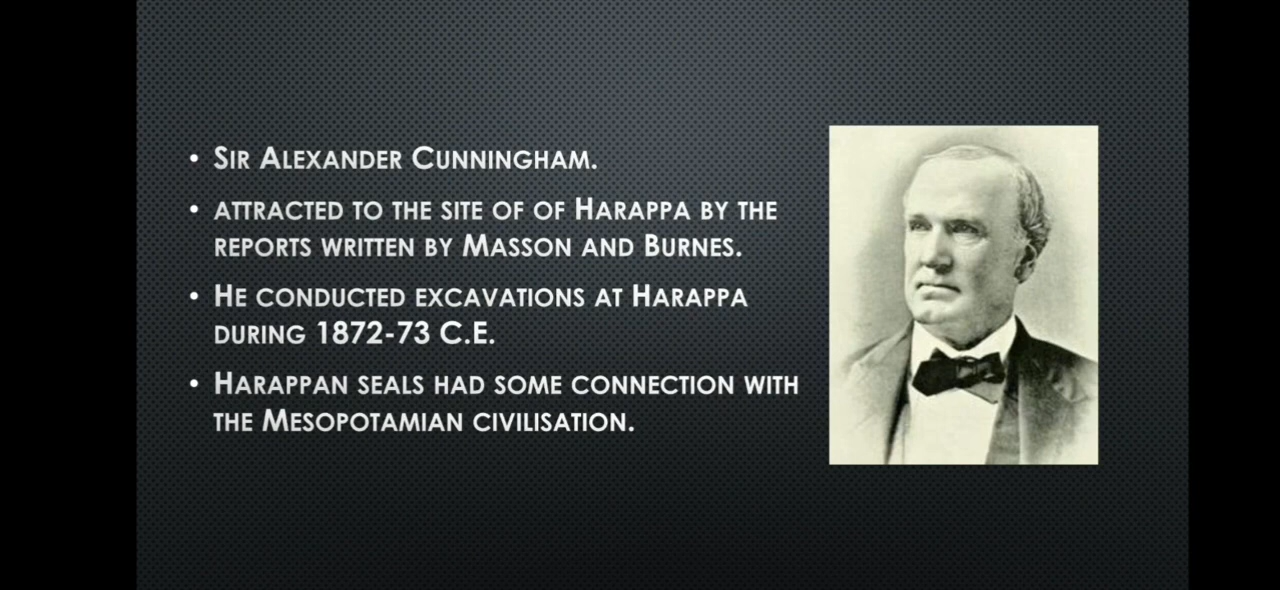 • Sir Alexander Cunningham.
• attracted to the site of of Harappa by the
reports written by Masson and Burnes.
• He conducted excavations at Harappa
during 1872-73 C.E.
• Harappan seals had some connection with
the Mesopotamian civilisation.